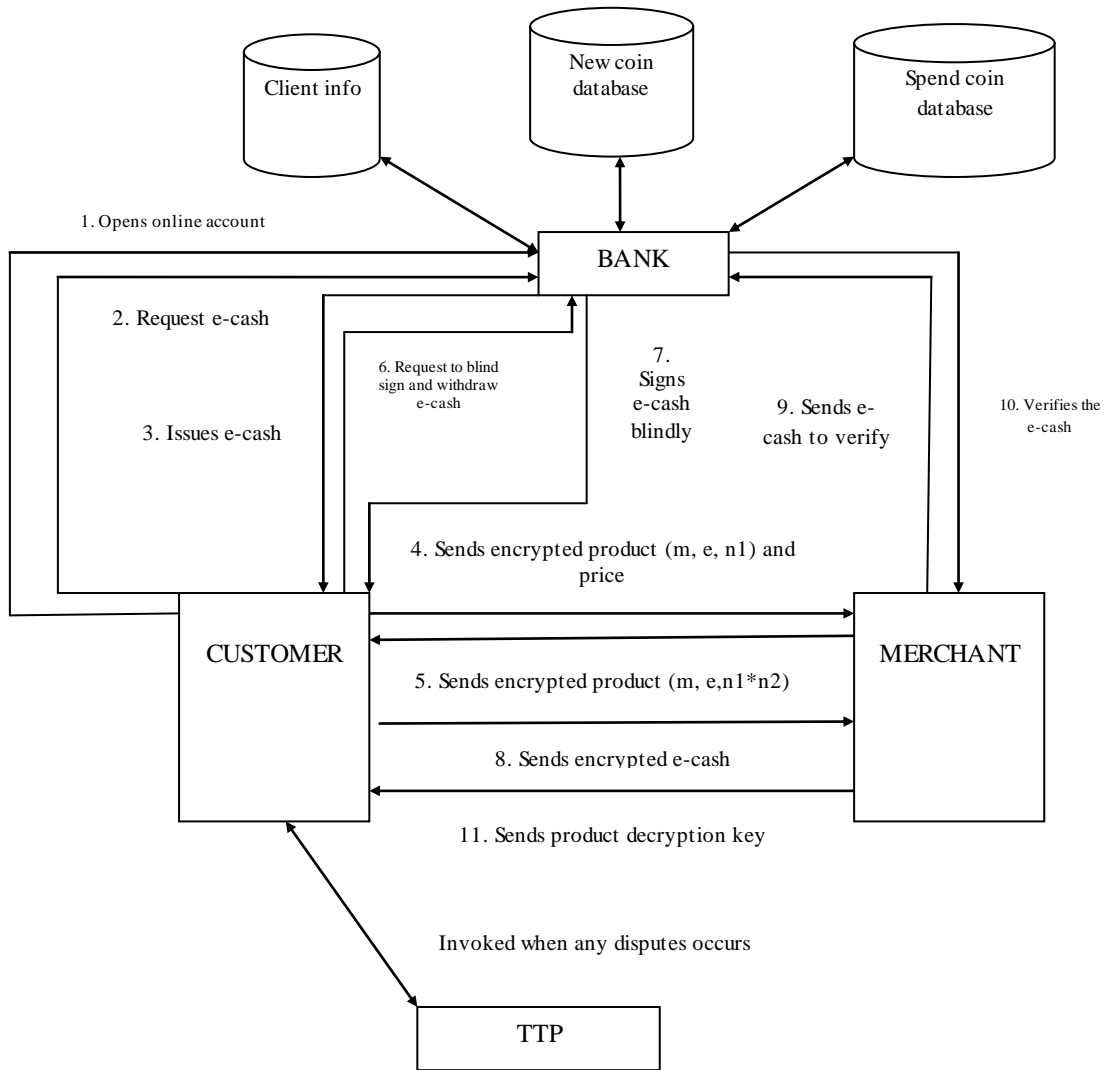 Client info
New coin
database
Spend coin
database
1. Opens online account
BANK
2. Request e-cash
6. Request to blind
sign and withdraw
e-cash
7.
Signs
e-cash
blindly
3. Issues e-cash
9. Sends e-
cash to verify
10. Verifies the
e-cash
4. Sends encrypted product (m, e, n1) and
price
CUSTOMER
MERCHANT
5. Sends encrypted product (m, e,n1*n2)
8. Sends encrypted e-cash
11. Sends product decryption key
Invoked when any disputes occurs
TTP